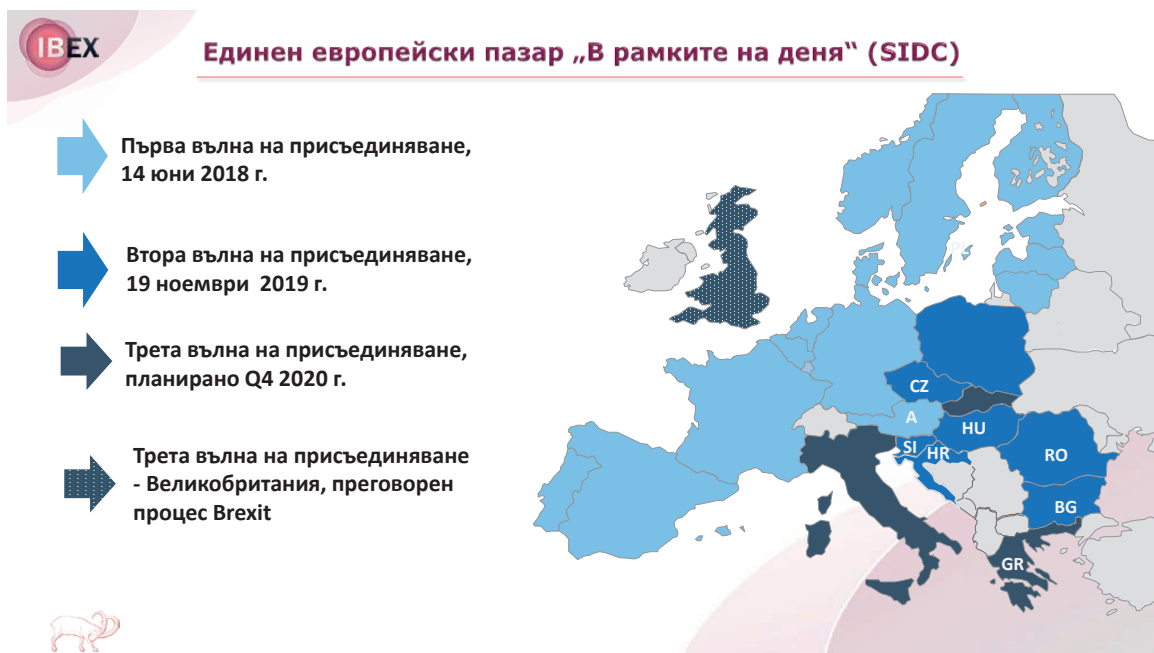 IBEX
Единен европейски пазар „В рамките на деня“ (SIDC)
Първа вълна на присъединяване,
14 юни 2018 г.
Втора вълна на присъединяване,
19 ноември 2019 г.
Трета вълна на присъединяване,
планирано Q4 2020 г.
Трета вълна на присъединяване
- Великобритания, преговорен
процес Brexit
PL
CZ
A
HU
SI
HR
RO
BG
GR